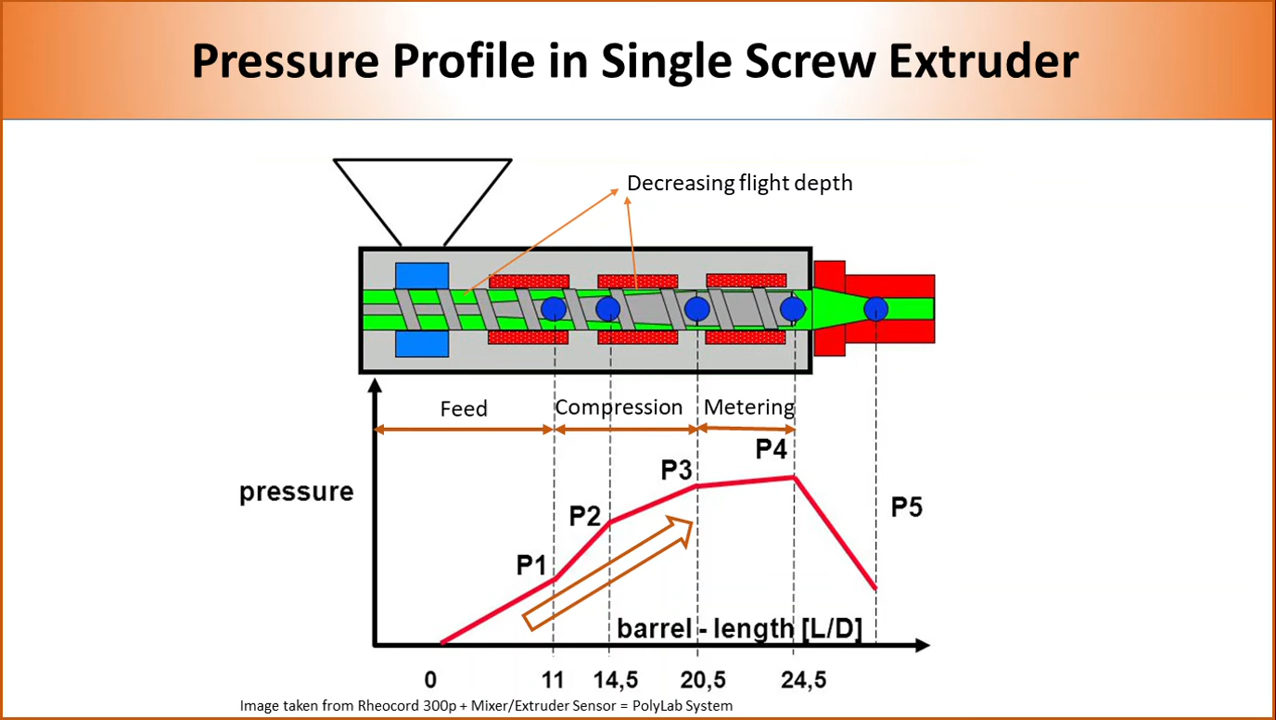 Pressure Profile in Single Screw Extruder
Decreasing flight depth
Feed
Compression
Metering
P4
P3
pressure
P5
P2
P1
barrel - length [L/D]
0
11
14,5
20,5
24,5
Image taken from Rheocord 300p + Mixer/Extruder Sensor = PolyLab System